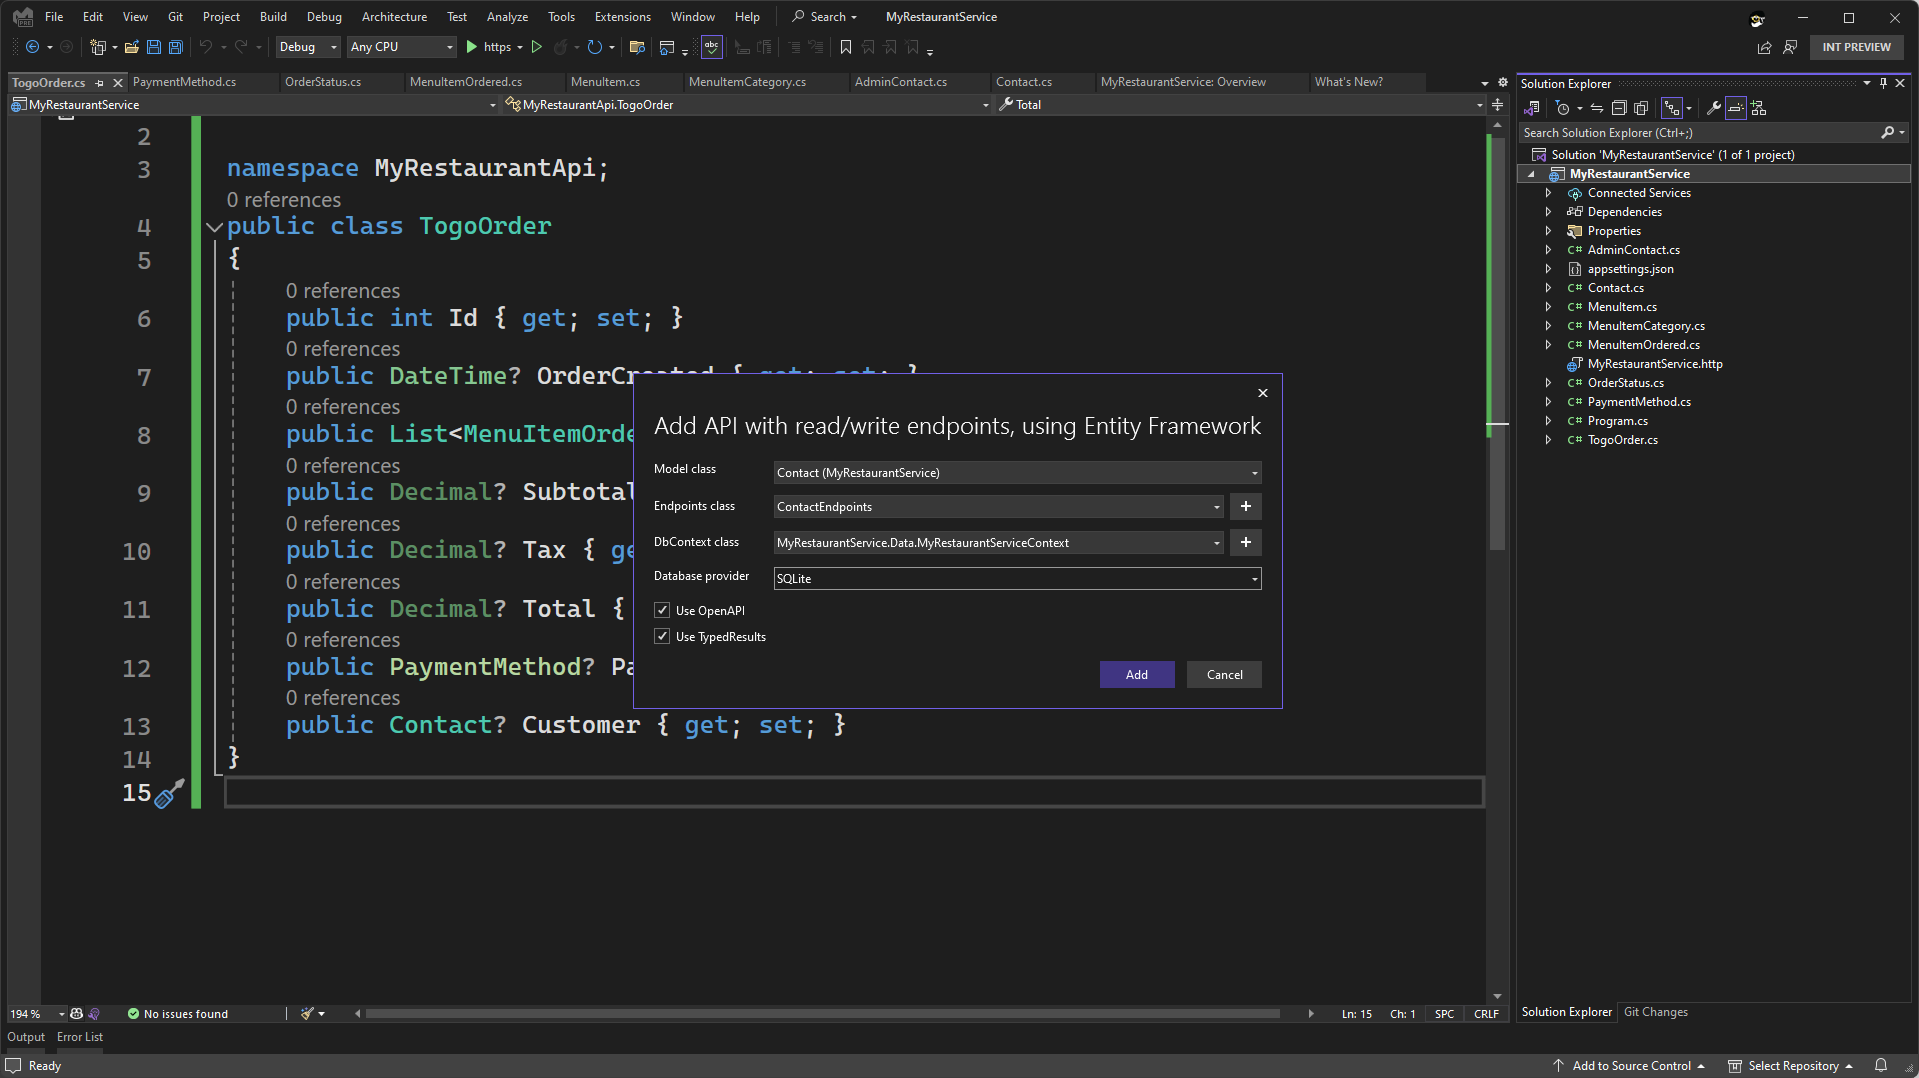 File Edit View Git Project Build Debug Architecture Test Analyze Tools Extensions Window Help Search MyRestaurantService
Debug Any CPU https abc INT PREVIEW
TogoOrder.cs PaymentMethod.cs OrderStatus.cs MenuItemOrdered.cs MenuItem.cs MenuItemCategory.cs AdminContact.cs Contact.cs MyRestaurantService: Overview What's New?
MyRestaurantService MyRestaurantApi.TogoOrder Total
2
3 namespace MyRestaurantApi;
0 references
4 public class TogoOrder
5 {
0 references
6 public int Id { get; set; }
0 references
7 public DateTime? OrderCreated { get; set; }
0 references
8 public List<MenuItemOrde
0 references
9 public Decimal? Subtotal
0 references
10 public Decimal? Tax { ge
0 references
11 public Decimal? Total {
0 references
12 public PaymentMethod? Pa
0 references
13 public Contact? Customer { get; set; }
14 }
15
Add API with read/write endpoints, using Entity Framework
Model class Contact (MyRestaurantService)
Endpoints class ContactEndpoints
DbContext class MyRestaurantService.Data.MyRestaurantServiceContext
Database provider SQLite
Use OpenAPI
Use TypedResults
Add Cancel
Solution Explorer
Search Solution Explorer (Ctrl+;)
Solution 'MyRestaurantService' (1 of 1 project)
MyRestaurantService
Connected Services
Dependencies
Properties
C# AdminContact.cs
appsettings.json
C# Contact.cs
C# MenuItem.cs
C# MenuItemCategory.cs
C# MenuItemOrdered.cs
MyRestaurantService.http
C# OrderStatus.cs
C# PaymentMethod.cs
C# Program.cs
C# TogoOrder.cs
Solution Explorer Git Changes
194 % No issues found Ln: 15 Ch: 1 SPC CRLF
Output Error List
Ready Add to Source Control Select Repository